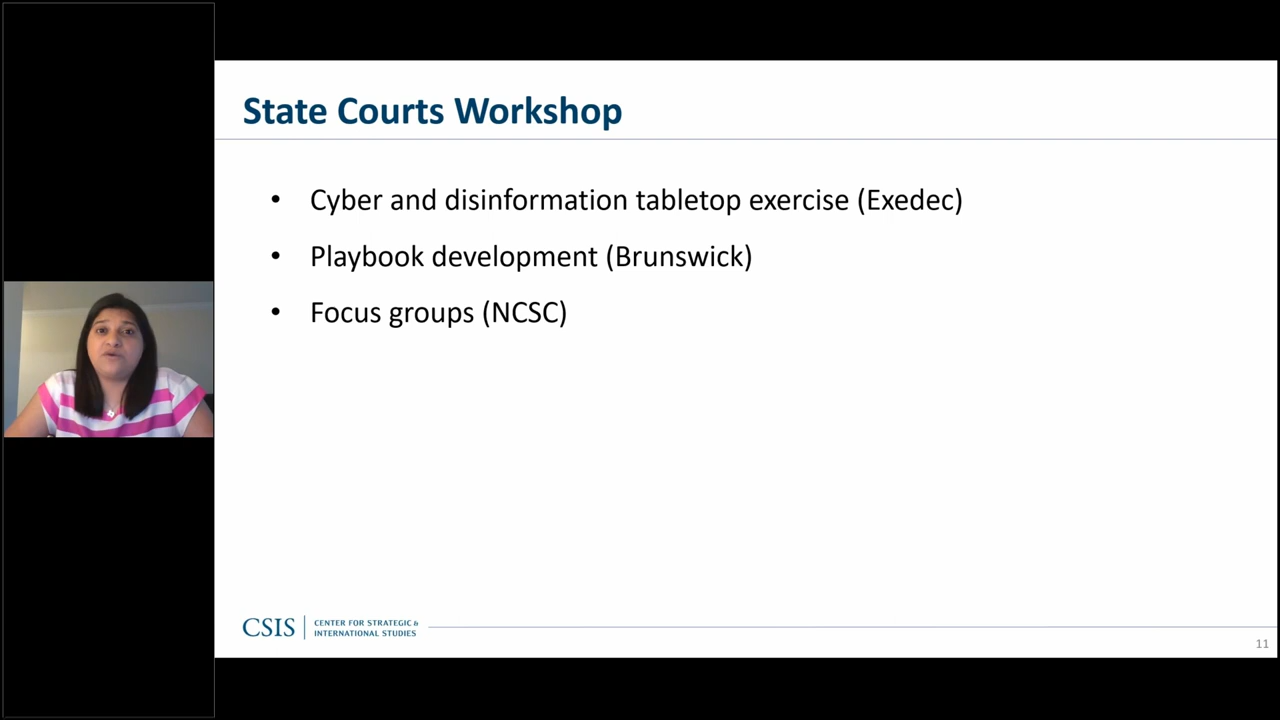 State Courts Workshop
• Cyber and disinformation tabletop exercise (Exedec)
• Playbook development (Brunswick)
• Focus groups (NCSC)
CSIS
CENTER FOR STRATEGIC &
INTERNATIONAL STUDIES
11